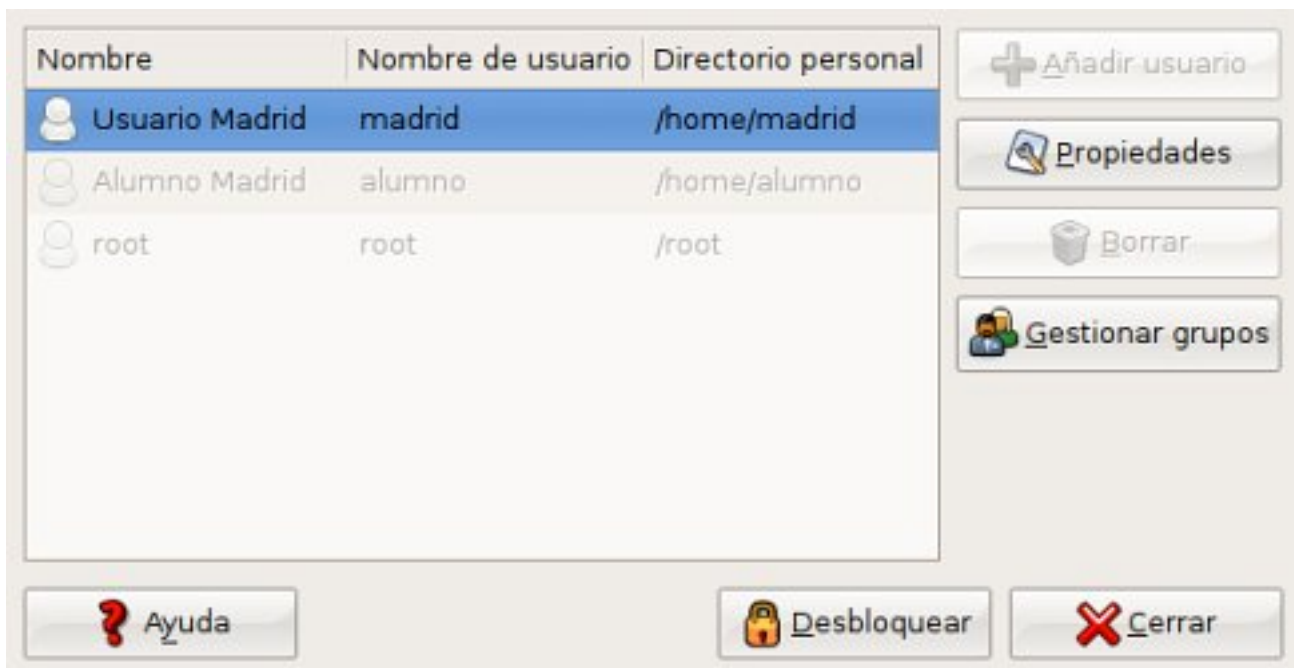 Nombre Nombre de usuario Directorio personal
Usuario Madrid madrid /home/madrid
Alumno Madrid alumno /home/alumno
root root /root
Añadir usuario
Propiedades
Borrar
Gestionar grupos
Ayuda Desbloquear Cerrar